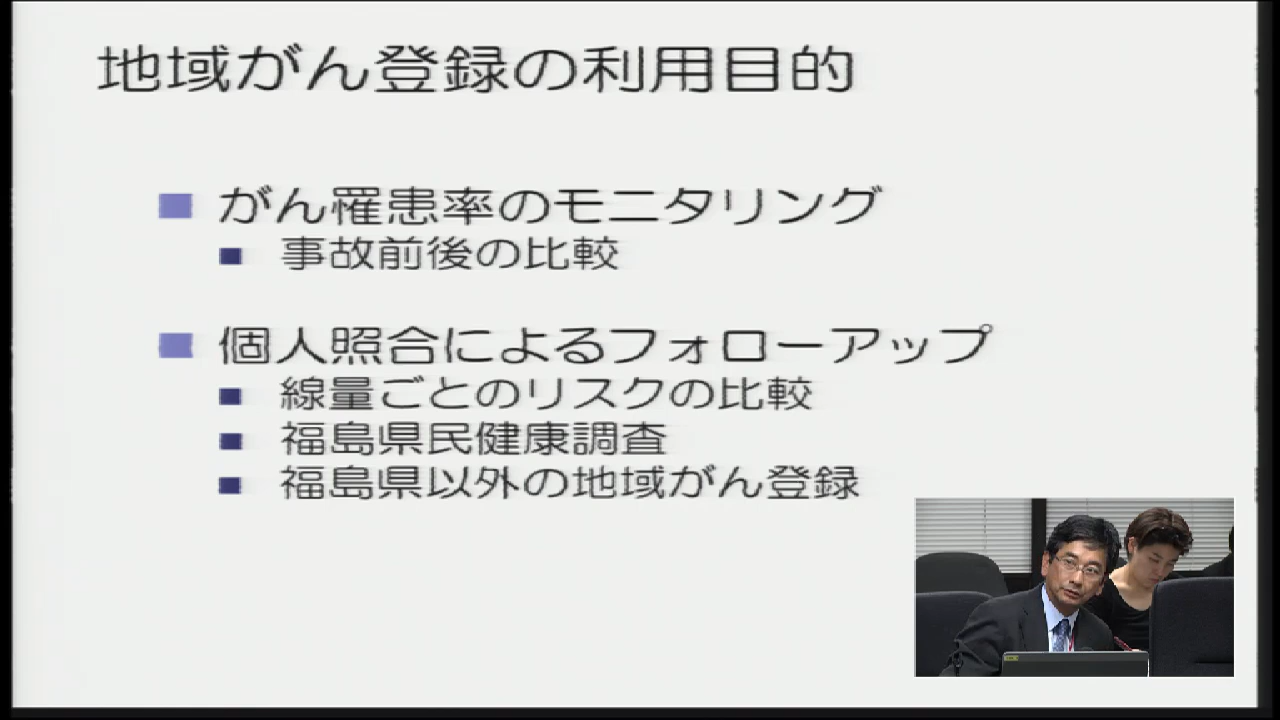 地域がん登録の利用目的
がん罹患率のモニタリング
事故前後の比較
個人照合によるフォローアップ
線量ごとのリスクの比較
福島県民健康調査
福島県以外の地域がん登録